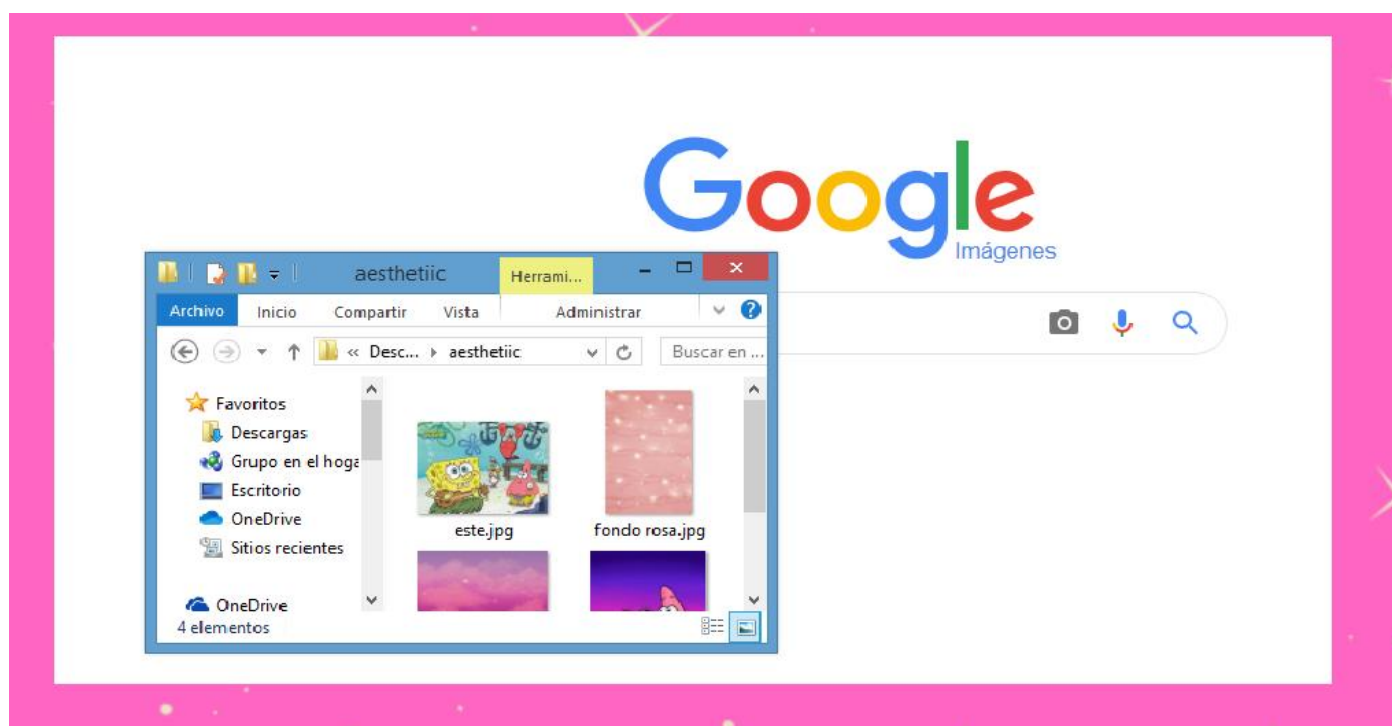 Google
Imágenes
aesthetiic
Herrami...
Archivo Inicio Compartir Vista Administrar
« Desc... aesthetiic Buscar en ...
Favoritos
Descargas
Grupo en el hoga
Escritorio
OneDrive
Sitios recientes
OneDrive
este.jpg fondo rosa.jpg
4 elementos